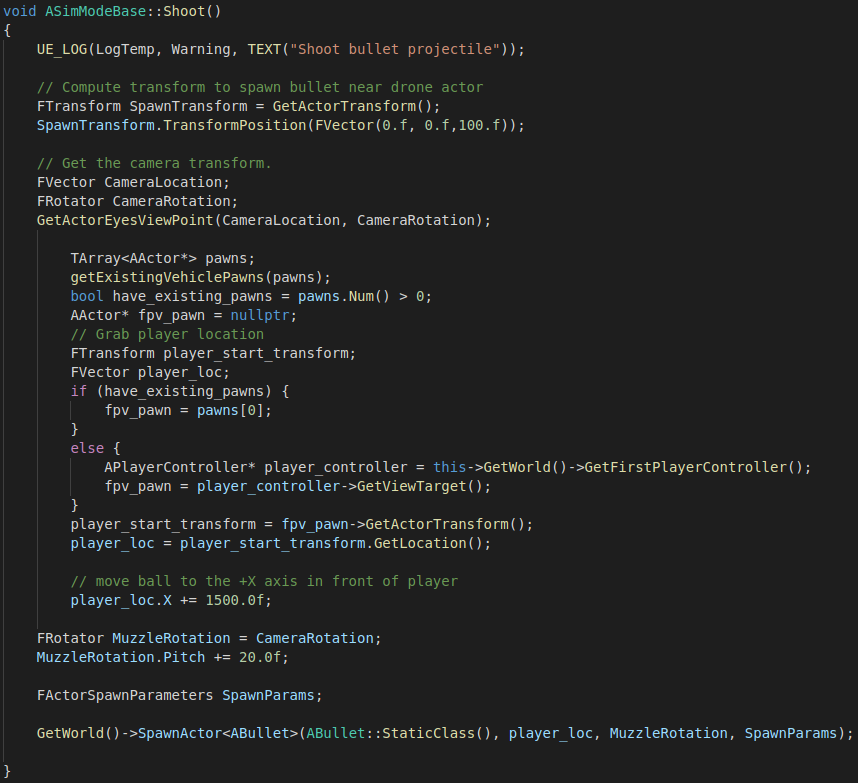 void ASimModeBase::Shoot()
{
    UE_LOG(LogTemp, Warning, TEXT("Shoot bullet projectile"));

    // Compute transform to spawn bullet near drone actor
    FTransform SpawnTransform = GetActorTransform();
    SpawnTransform.TransformPosition(FVector(0.f, 0.f,100.f));

    // Get the camera transform.
    FVector CameraLocation;
    FRotator CameraRotation;
    GetActorEyesViewPoint(CameraLocation, CameraRotation);

        TArray<AActor*> pawns;
        getExistingVehiclePawns(pawns);
        bool have_existing_pawns = pawns.Num() > 0;
        AActor* fpv_pawn = nullptr;
        // Grab player location
        FTransform player_start_transform;
        FVector player_loc;
        if (have_existing_pawns) {
            fpv_pawn = pawns[0];
        }
        else {
            APlayerController* player_controller = this->GetWorld()->GetFirstPlayerController();
            fpv_pawn = player_controller->GetViewTarget();
        }
        player_start_transform = fpv_pawn->GetActorTransform();
        player_loc = player_start_transform.GetLocation();

        // move ball to the +X axis in front of player
        player_loc.X += 1500.0f;

    FRotator MuzzleRotation = CameraRotation;
    MuzzleRotation.Pitch += 20.0f;

    FActorSpawnParameters SpawnParams;

    GetWorld()->SpawnActor<ABullet>(ABullet::StaticClass(), player_loc, MuzzleRotation, SpawnParams);

}